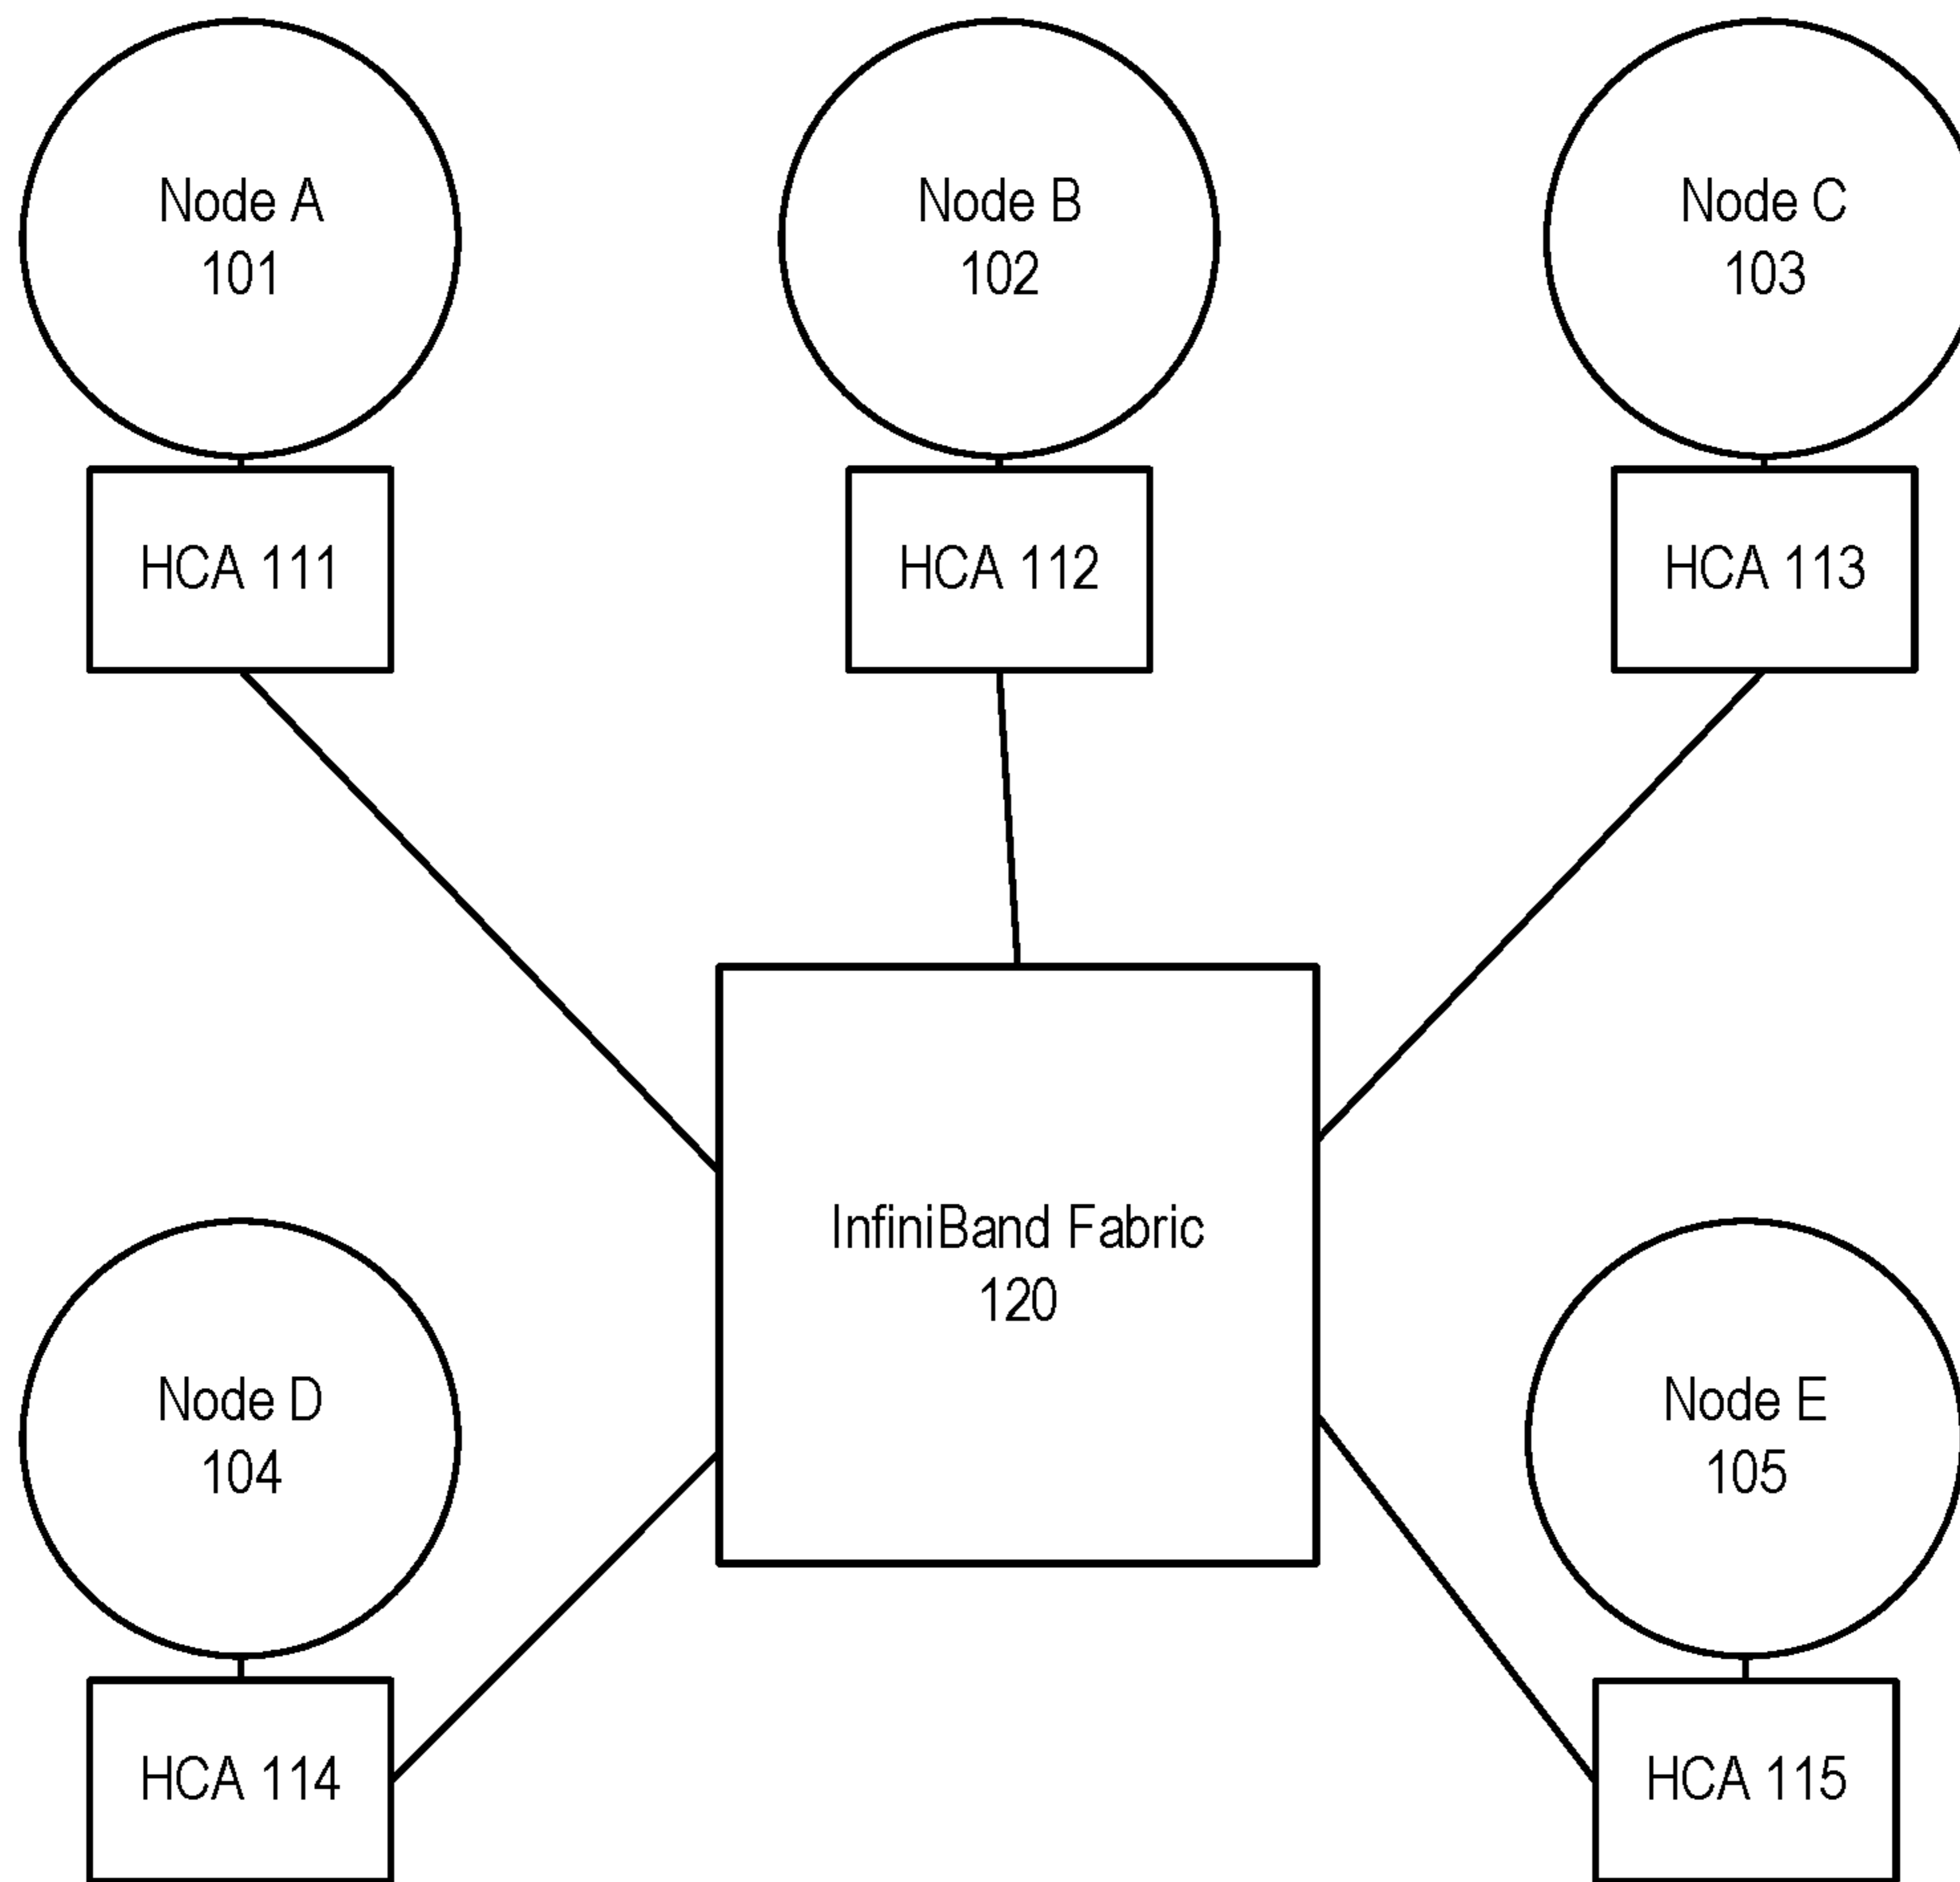 Node A
101
Node B
102
Node C
103
HCA 111
HCA 112
HCA 113
InfiniBand Fabric
120
Node D
104
Node E
105
HCA 114
HCA 115